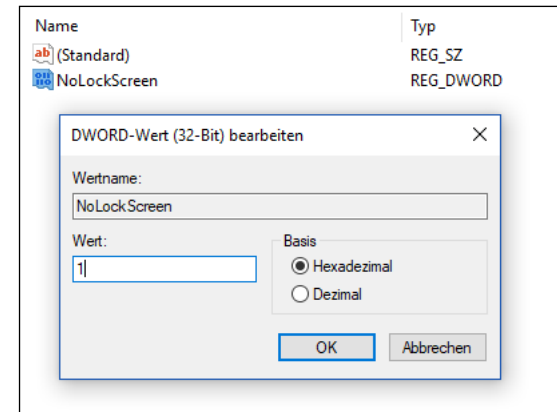 Name Typ
(Standard) REG_SZ
NoLockScreen REG_DWORD
DWORD-Wert (32-Bit) bearbeiten
Wertname:
NoLockScreen
Wert: Basis
1 Hexadezimal
Dezimal
OK Abbrechen